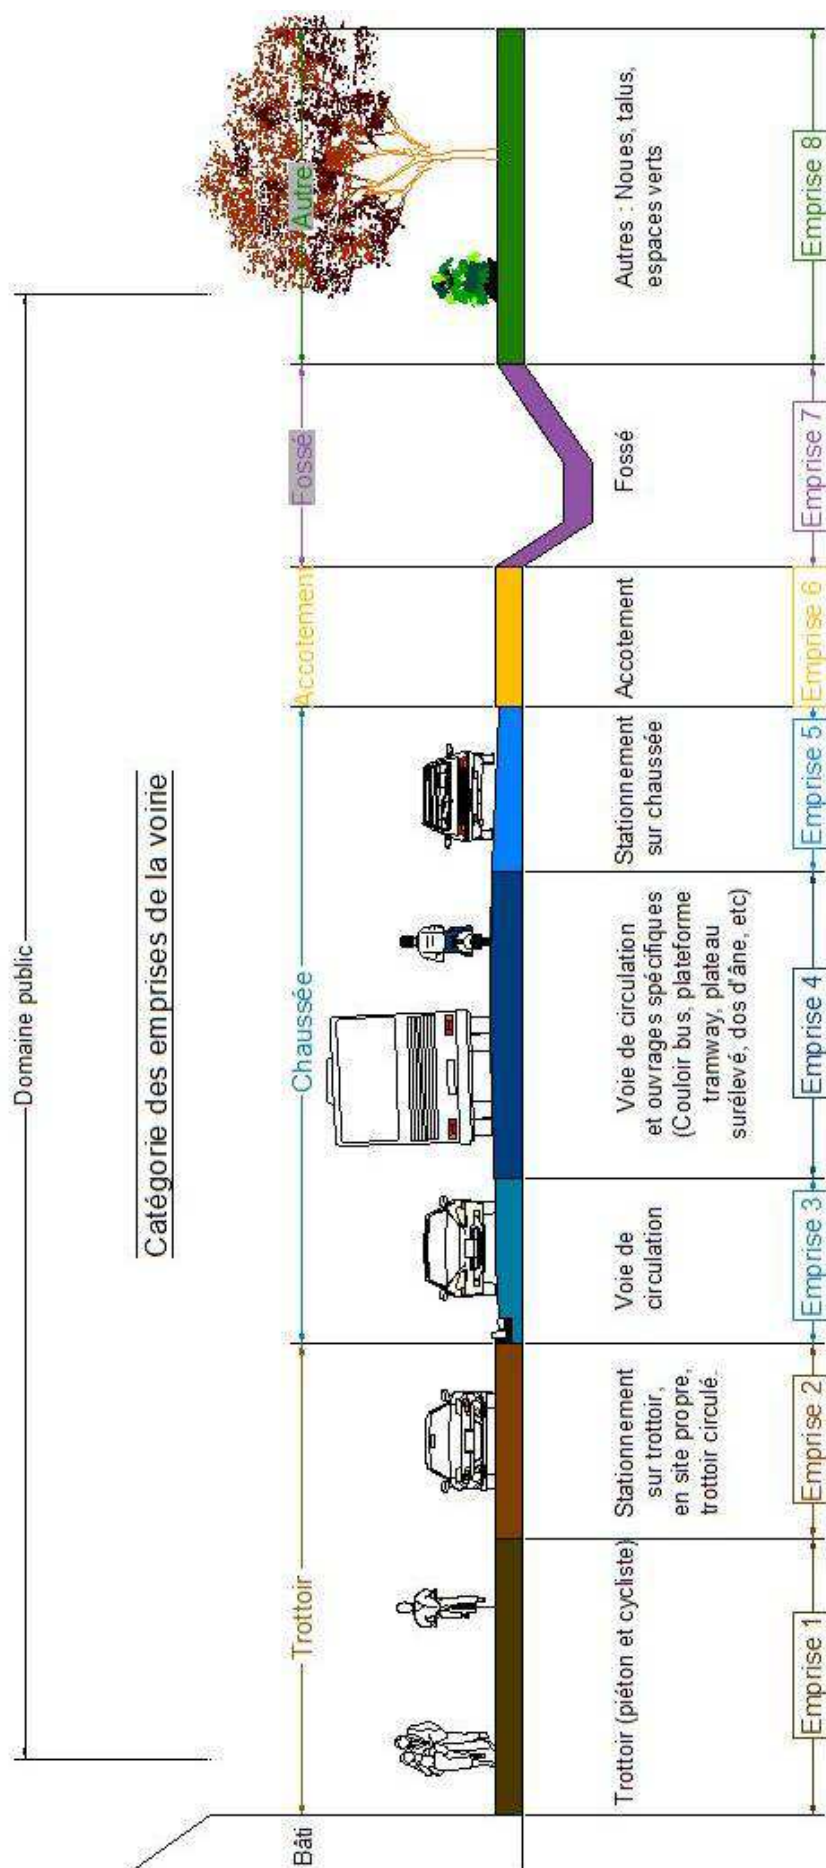 Domaine public
Catégorie des emprises de la voirie
Bâti
Trottoir
Chaussée
Accotement
Fossé
Autre
Trottoir (piéton et cycliste)
Stationnement
sur trottoir,
en site propre,
trottoir circulé.
Voie de
circulation
Voie de circulation
et ouvrages spécifiques
(Couloir bus, plateforme
tramway, plateau
surélevé, dos d'âne, etc)
Stationnement
sur chaussée
Accotement
Fossé
Autres : Noues, talus,
espaces verts
Emprise 1
Emprise 2
Emprise 3
Emprise 4
Emprise 5
Emprise 6
Emprise 7
Emprise 8